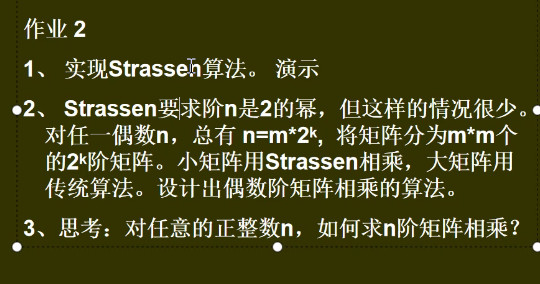 作业 2
1、 实现Strassen算法。 演示
2、 Strassen要求阶n是2的幂，但这样的情况很少。
对任一偶数n，总有 n=m*2ᵏ, 将矩阵分为m*m个
的2ᵏ阶矩阵。小矩阵用Strassen相乘，大矩阵用
传统算法。设计出偶数阶矩阵相乘的算法。
3、思考：对任意的正整数n，如何求n阶矩阵相乘？